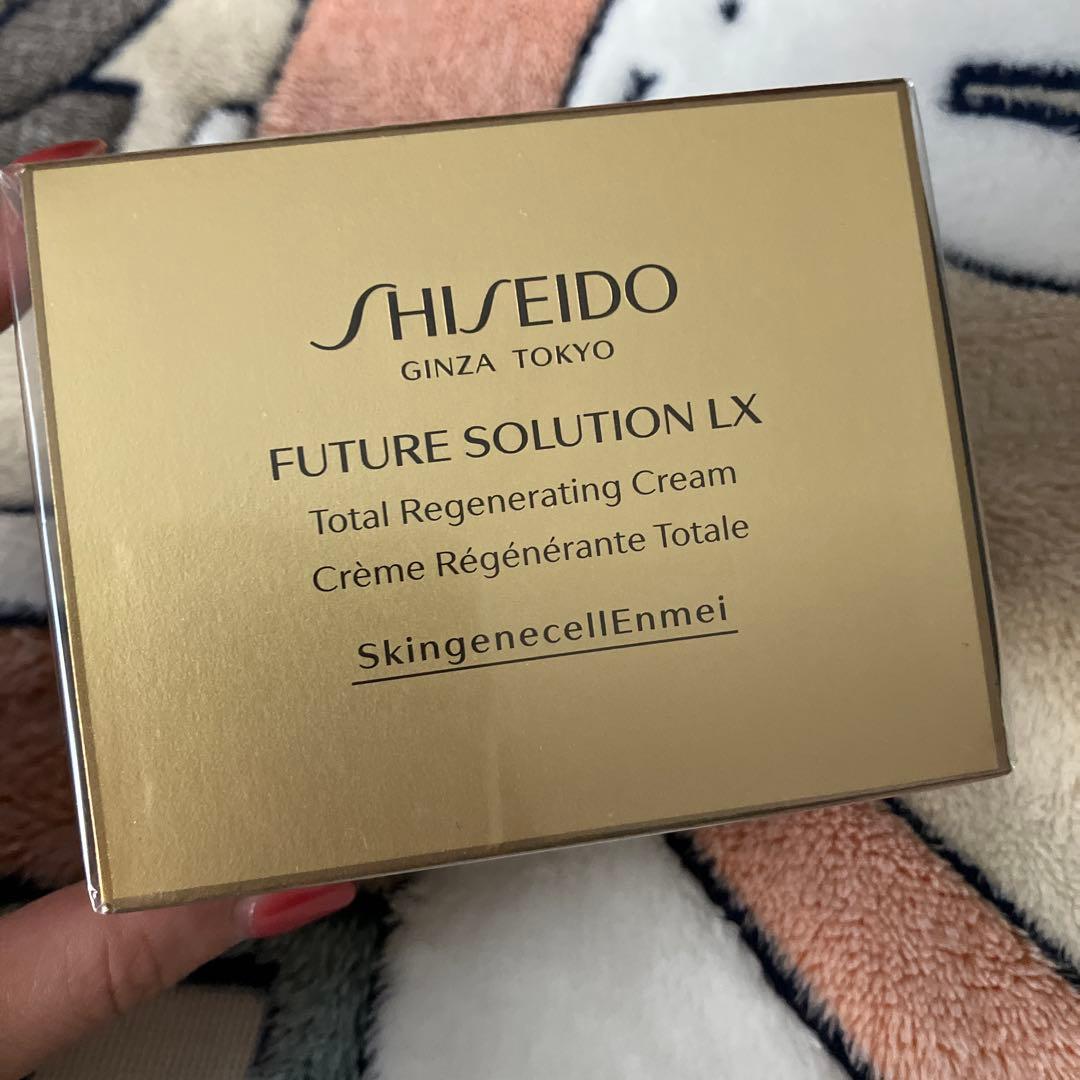 SHISEIDO
GINZA TOKYO
FUTURE SOLUTION LX
Total Regenerating Cream
Crème Régénérante Totale
SkingenecellEnmei